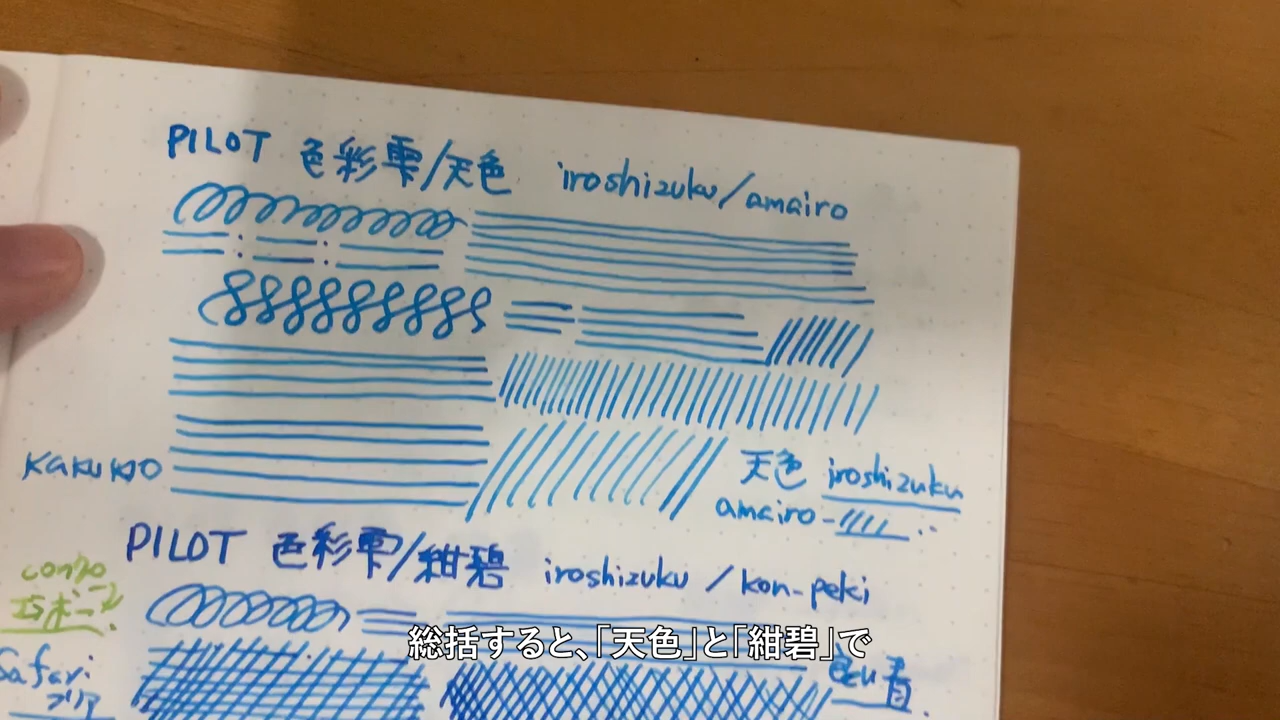 PILOT 色彩雫/天色 iroshizuku/amairo
KaKuNO
天色 iroshizuku
amairo
PILOT 色彩雫/紺碧 iroshizuku / kon-peki
Safari
総括すると、「天色」と「紺碧」で